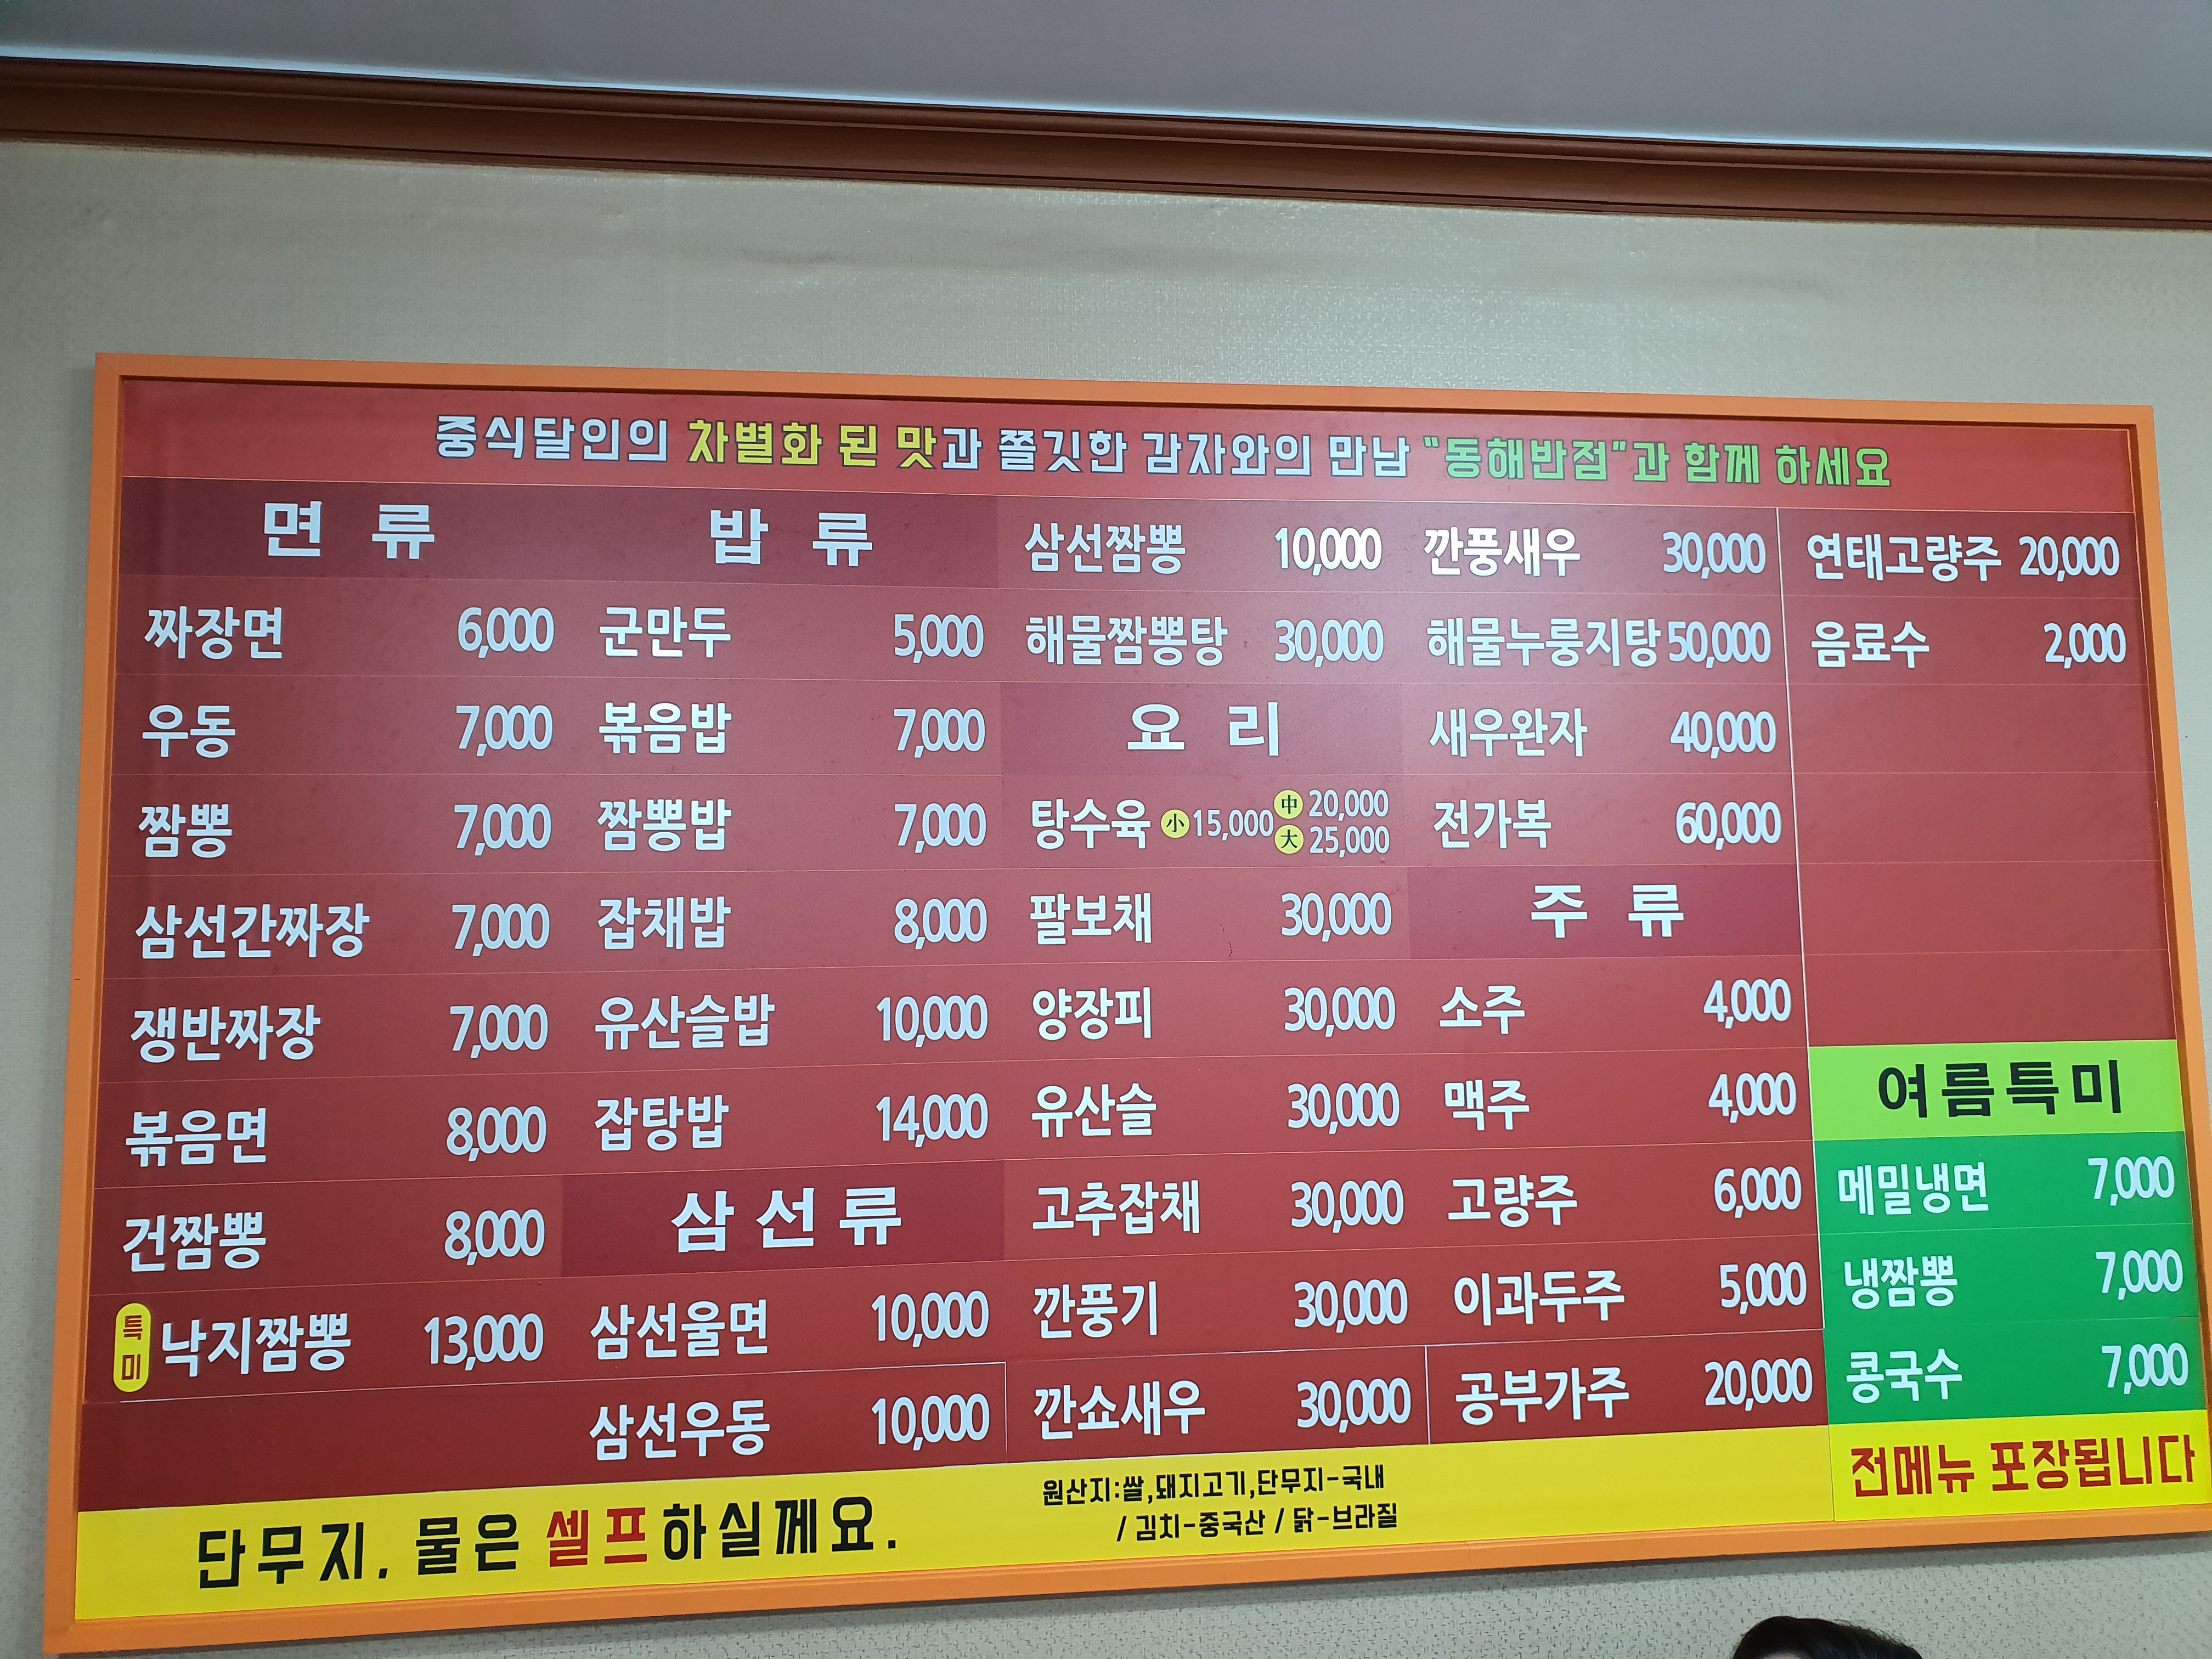 중식달인의 차별화 된 맛과 쫄깃한 감자와의 만남 "동해반점"과 함께 하세요
면 류
짜장면 6,000
우동 7,000
짬뽕 7,000
삼선간짜장 7,000
쟁반짜장 7,000
볶음면 8,000
건짬뽕 8,000
특미 낙지짬뽕 13,000
밥 류
군만두 5,000
볶음밥 7,000
짬뽕밥 7,000
잡채밥 8,000
유산슬밥 10,000
잡탕밥 14,000
삼선류
삼선울면 10,000
삼선우동 10,000
삼선짬뽕 10,000
해물짬뽕탕 30,000
요 리
탕수육 小 15,000 中 20,000 大 25,000
팔보채 30,000
양장피 30,000
유산슬 30,000
고추잡채 30,000
깐풍기 30,000
깐쇼새우 30,000
깐풍새우 30,000
해물누룽지탕 50,000
새우완자 40,000
전가복 60,000
주 류
소주 4,000
맥주 4,000
고량주 6,000
이과두주 5,000
공부가주 20,000
연태고량주 20,000
음료수 2,000
여름특미
메밀냉면 7,000
냉짬뽕 7,000
콩국수 7,000
전메뉴 포장됩니다
단무지, 물은 셀프하실께요.
원산지:쌀,돼지고기,단무지-국내
/ 김치-중국산 / 닭-브라질